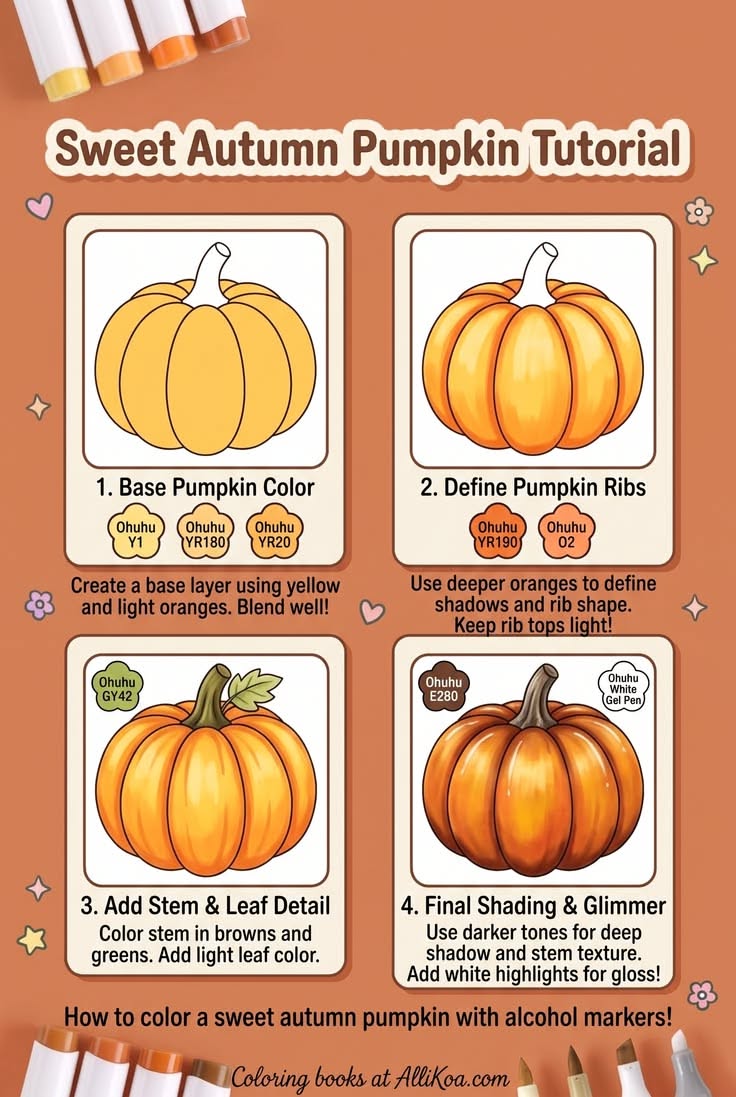 Sweet Autumn Pumpkin Tutorial
1. Base Pumpkin Color
Ohuhu
Y1
Ohuhu
YR180
Ohuhu
YR20
Create a base layer using yellow
and light oranges. Blend well!
2. Define Pumpkin Ribs
Ohuhu
YR190
Ohuhu
O2
Use deeper oranges to define
shadows and rib shape.
Keep rib tops light!
Ohuhu
GY42
3. Add Stem & Leaf Detail
Color stem in browns and
greens. Add light leaf color.
Ohuhu
E280
Ohuhu
White
Gel Pen
4. Final Shading & Glimmer
Use darker tones for deep
shadow and stem texture.
Add white highlights for gloss!
How to color a sweet autumn pumpkin with alcohol markers!
Coloring books at AlliKoa.com